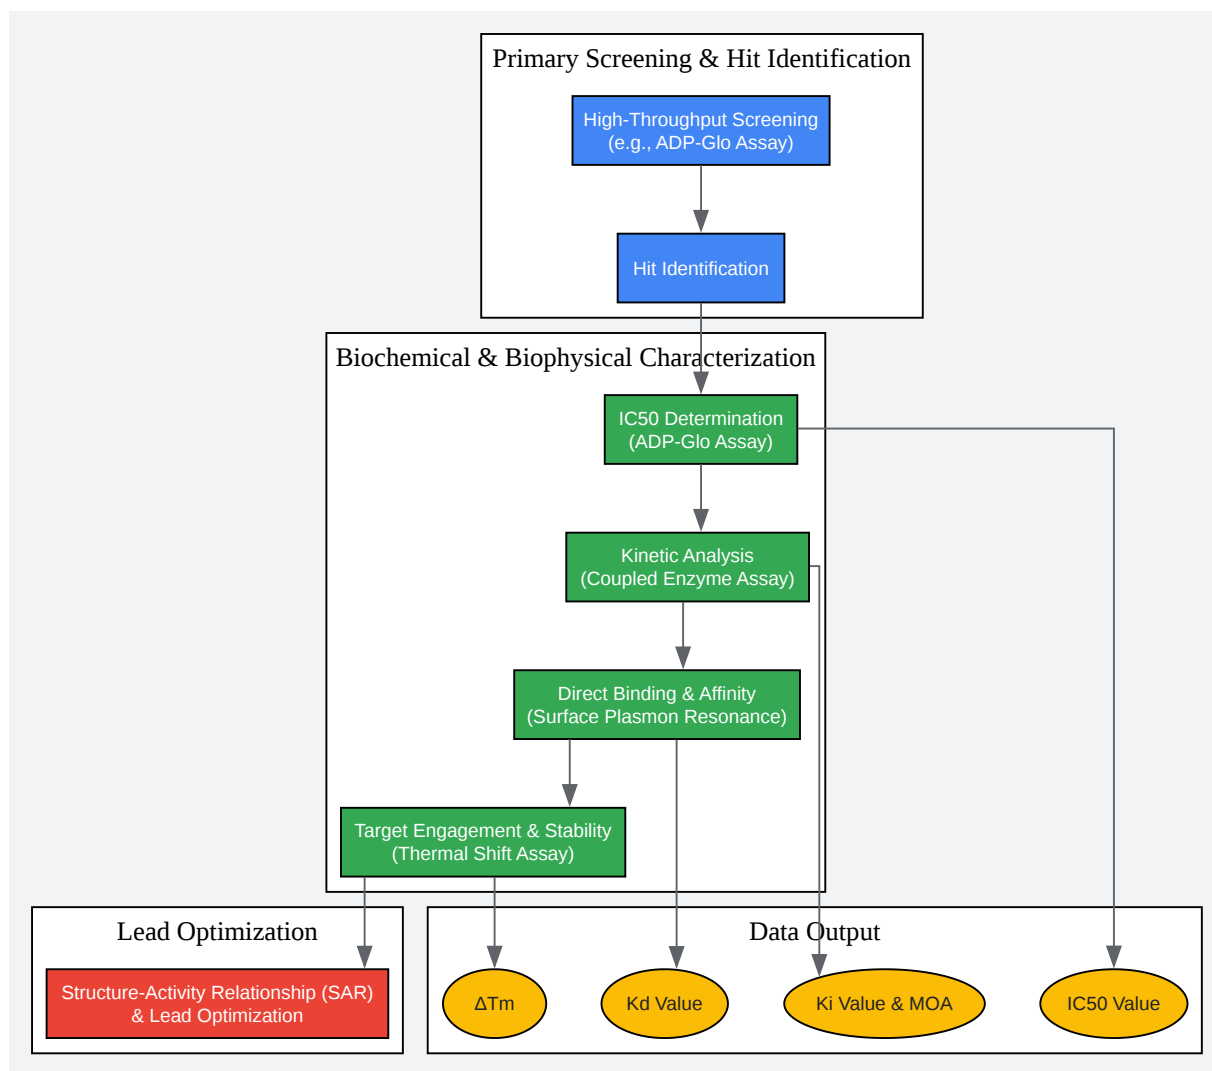 Primary Screening & Hit Identification
High-Throughput Screening
(e.g., ADP-Glo Assay)
Hit Identification
Biochemical & Biophysical Characterization
IC50 Determination
(ADP-Glo Assay)
Kinetic Analysis
(Coupled Enzyme Assay)
Direct Binding & Affinity
(Surface Plasmon Resonance)
Target Engagement & Stability
(Thermal Shift Assay)
Lead Optimization
Structure-Activity Relationship (SAR)
& Lead Optimization
Data Output
ΔTm
Kd Value
Ki Value & MOA
IC50 Value